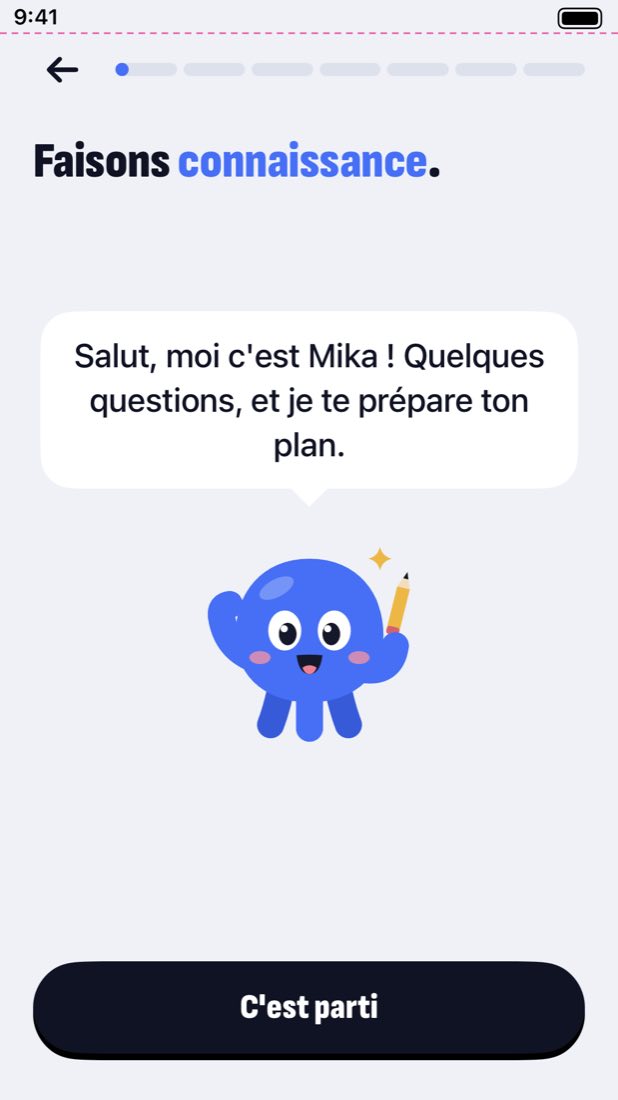 9:41
Faisons connaissance.
Salut, moi c'est Mika ! Quelques
questions, et je te prépare ton
plan.
C'est parti